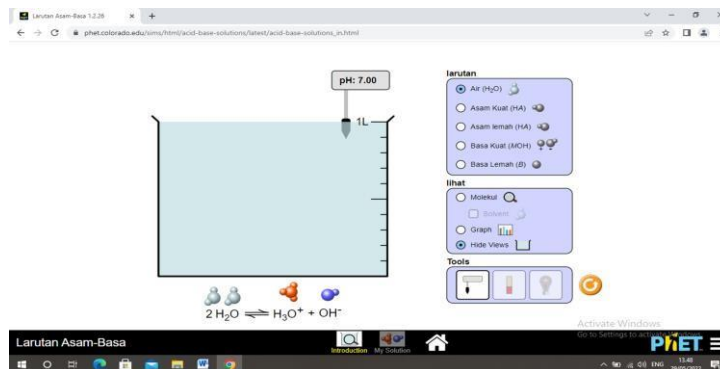 Larutan Asam-Basa 1.2.26
phet.colorado.edu/sims/html/acid-base-solutions/latest/acid-base-solutions_in.html
pH: 7.00
1L
2 H₂O ⇌ H₃O⁺ + OH⁻
larutan
Air (H₂O)
Asam Kuat (HA)
Asam lemah (HA)
Basa Kuat (MOH)
Basa Lemah (B)
lihat
Molekul
Solvent
Graph
Hide Views
Tools
Activate Windows
Go to Settings to activate Windows.
Larutan Asam-Basa
Introduction
My Solution
PhET
ENG
13.48